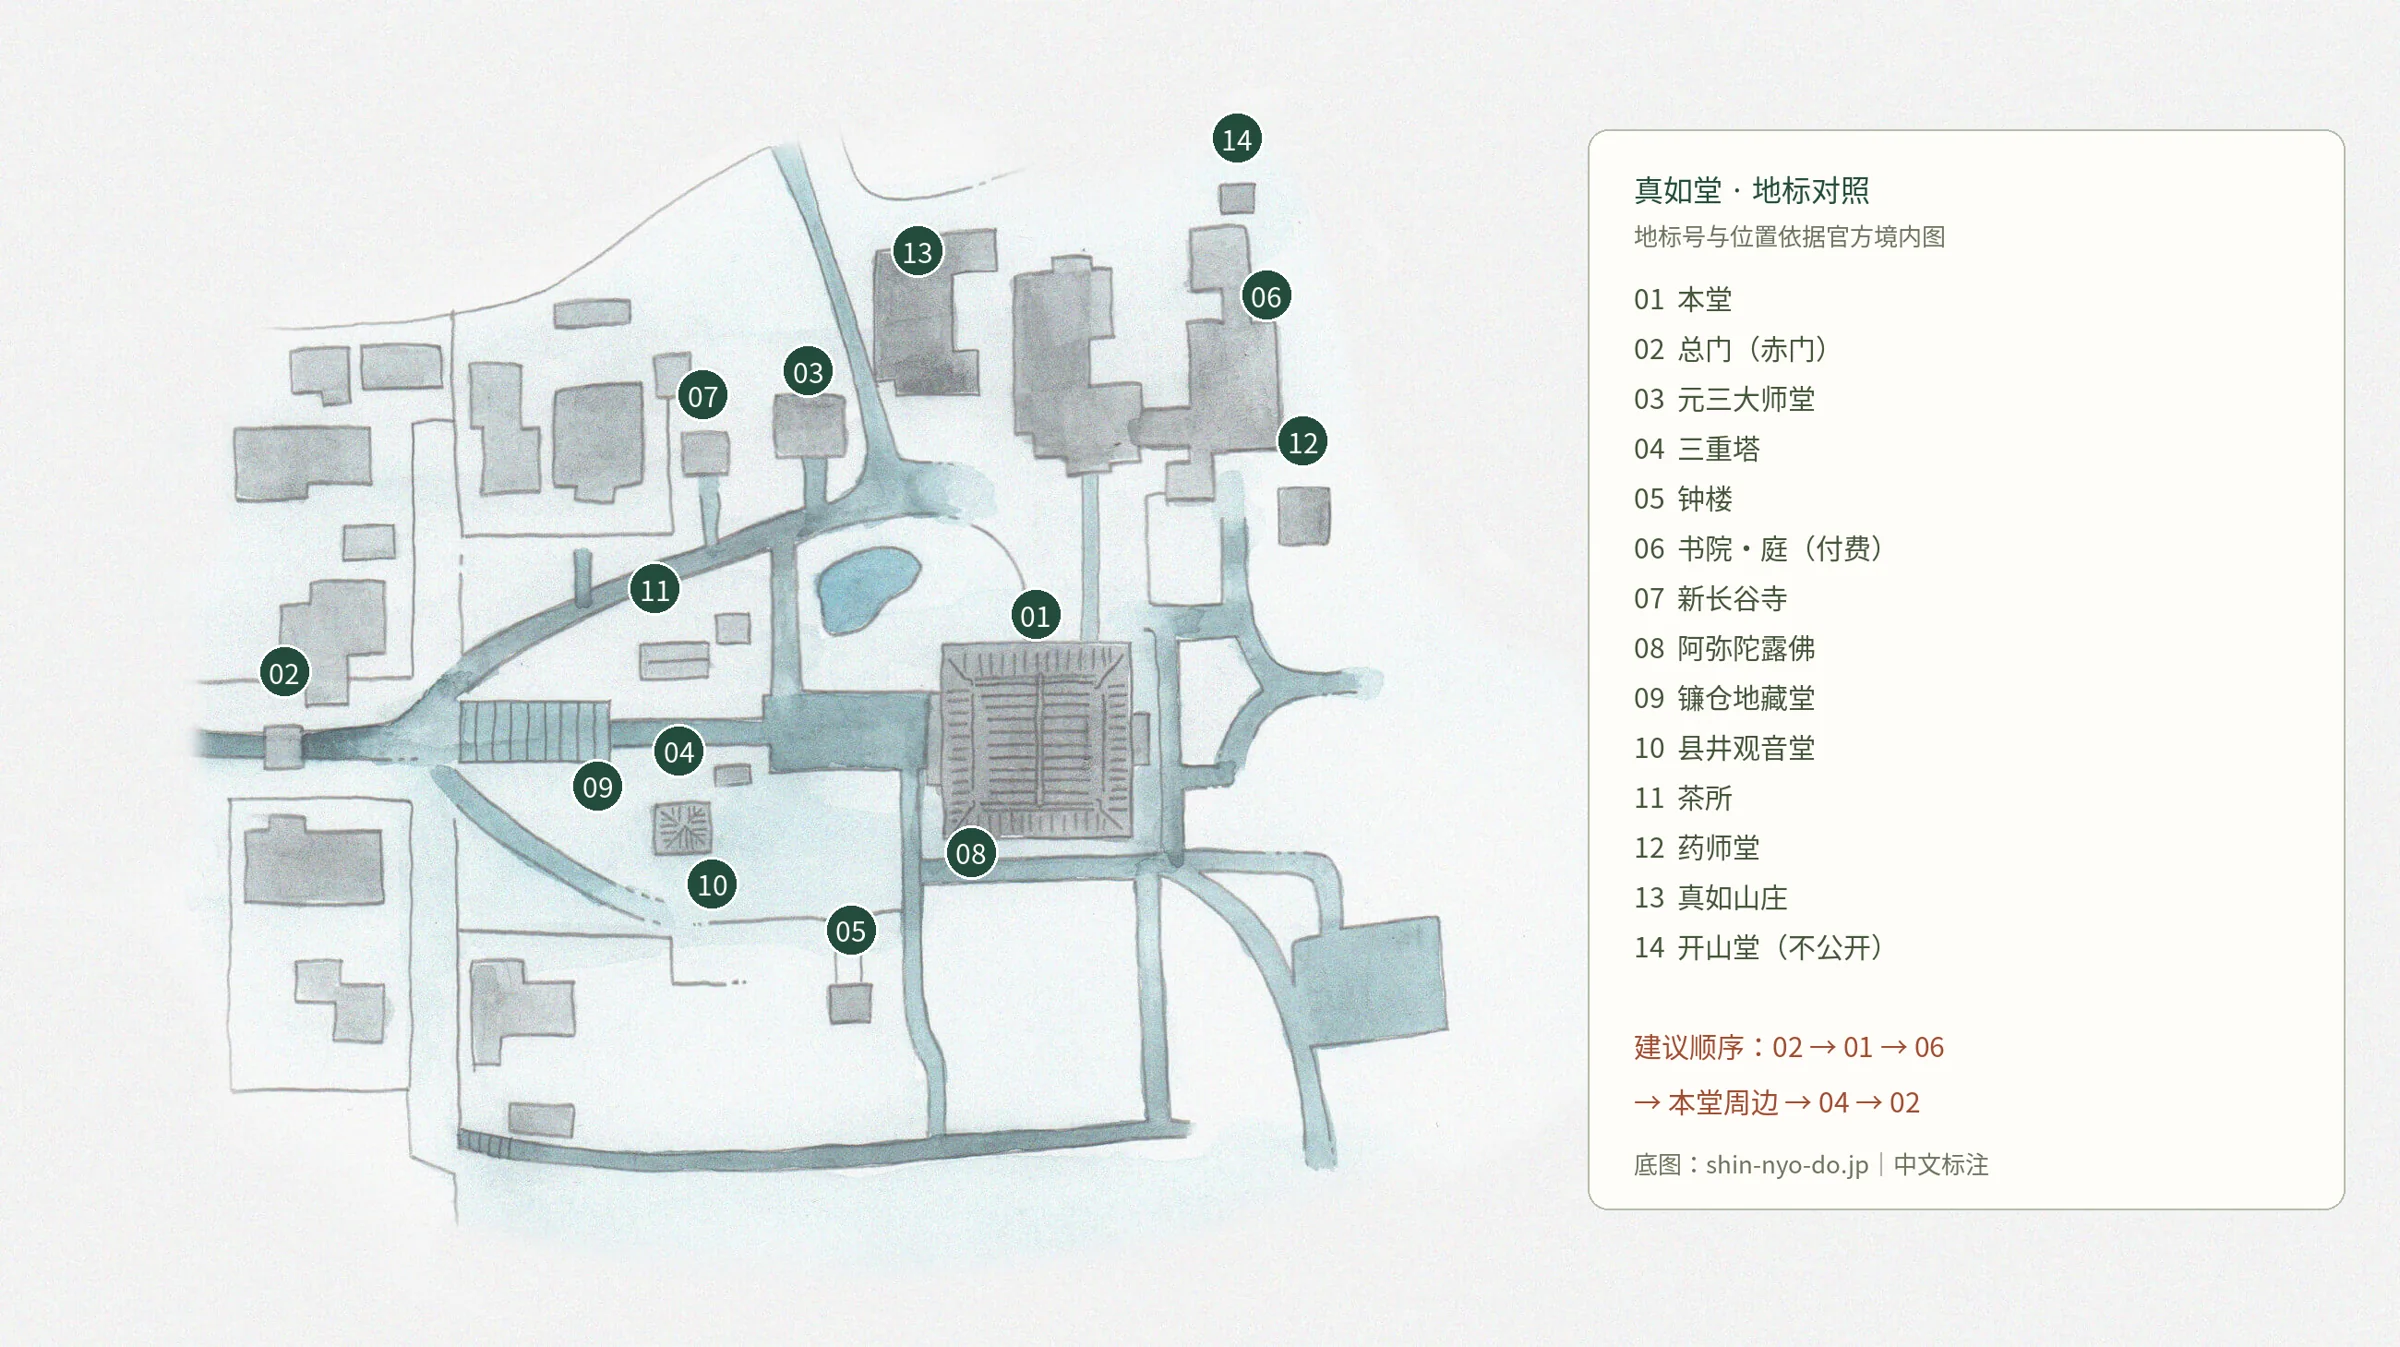 14
13
06
03
07
12
11
01
02
04
09
08
10
05
真如堂 · 地标对照
地标号与位置依据官方境内图
01 本堂
02 总门（赤门）
03 元三大师堂
04 三重塔
05 钟楼
06 书院・庭（付费）
07 新长谷寺
08 阿弥陀露佛
09 镰仓地藏堂
10 县井观音堂
11 茶所
12 药师堂
13 真如山庄
14 开山堂（不公开）
建议顺序：02 → 01 → 06
→ 本堂周边 → 04 → 02
底图：shin-nyo-do.jp｜中文标注